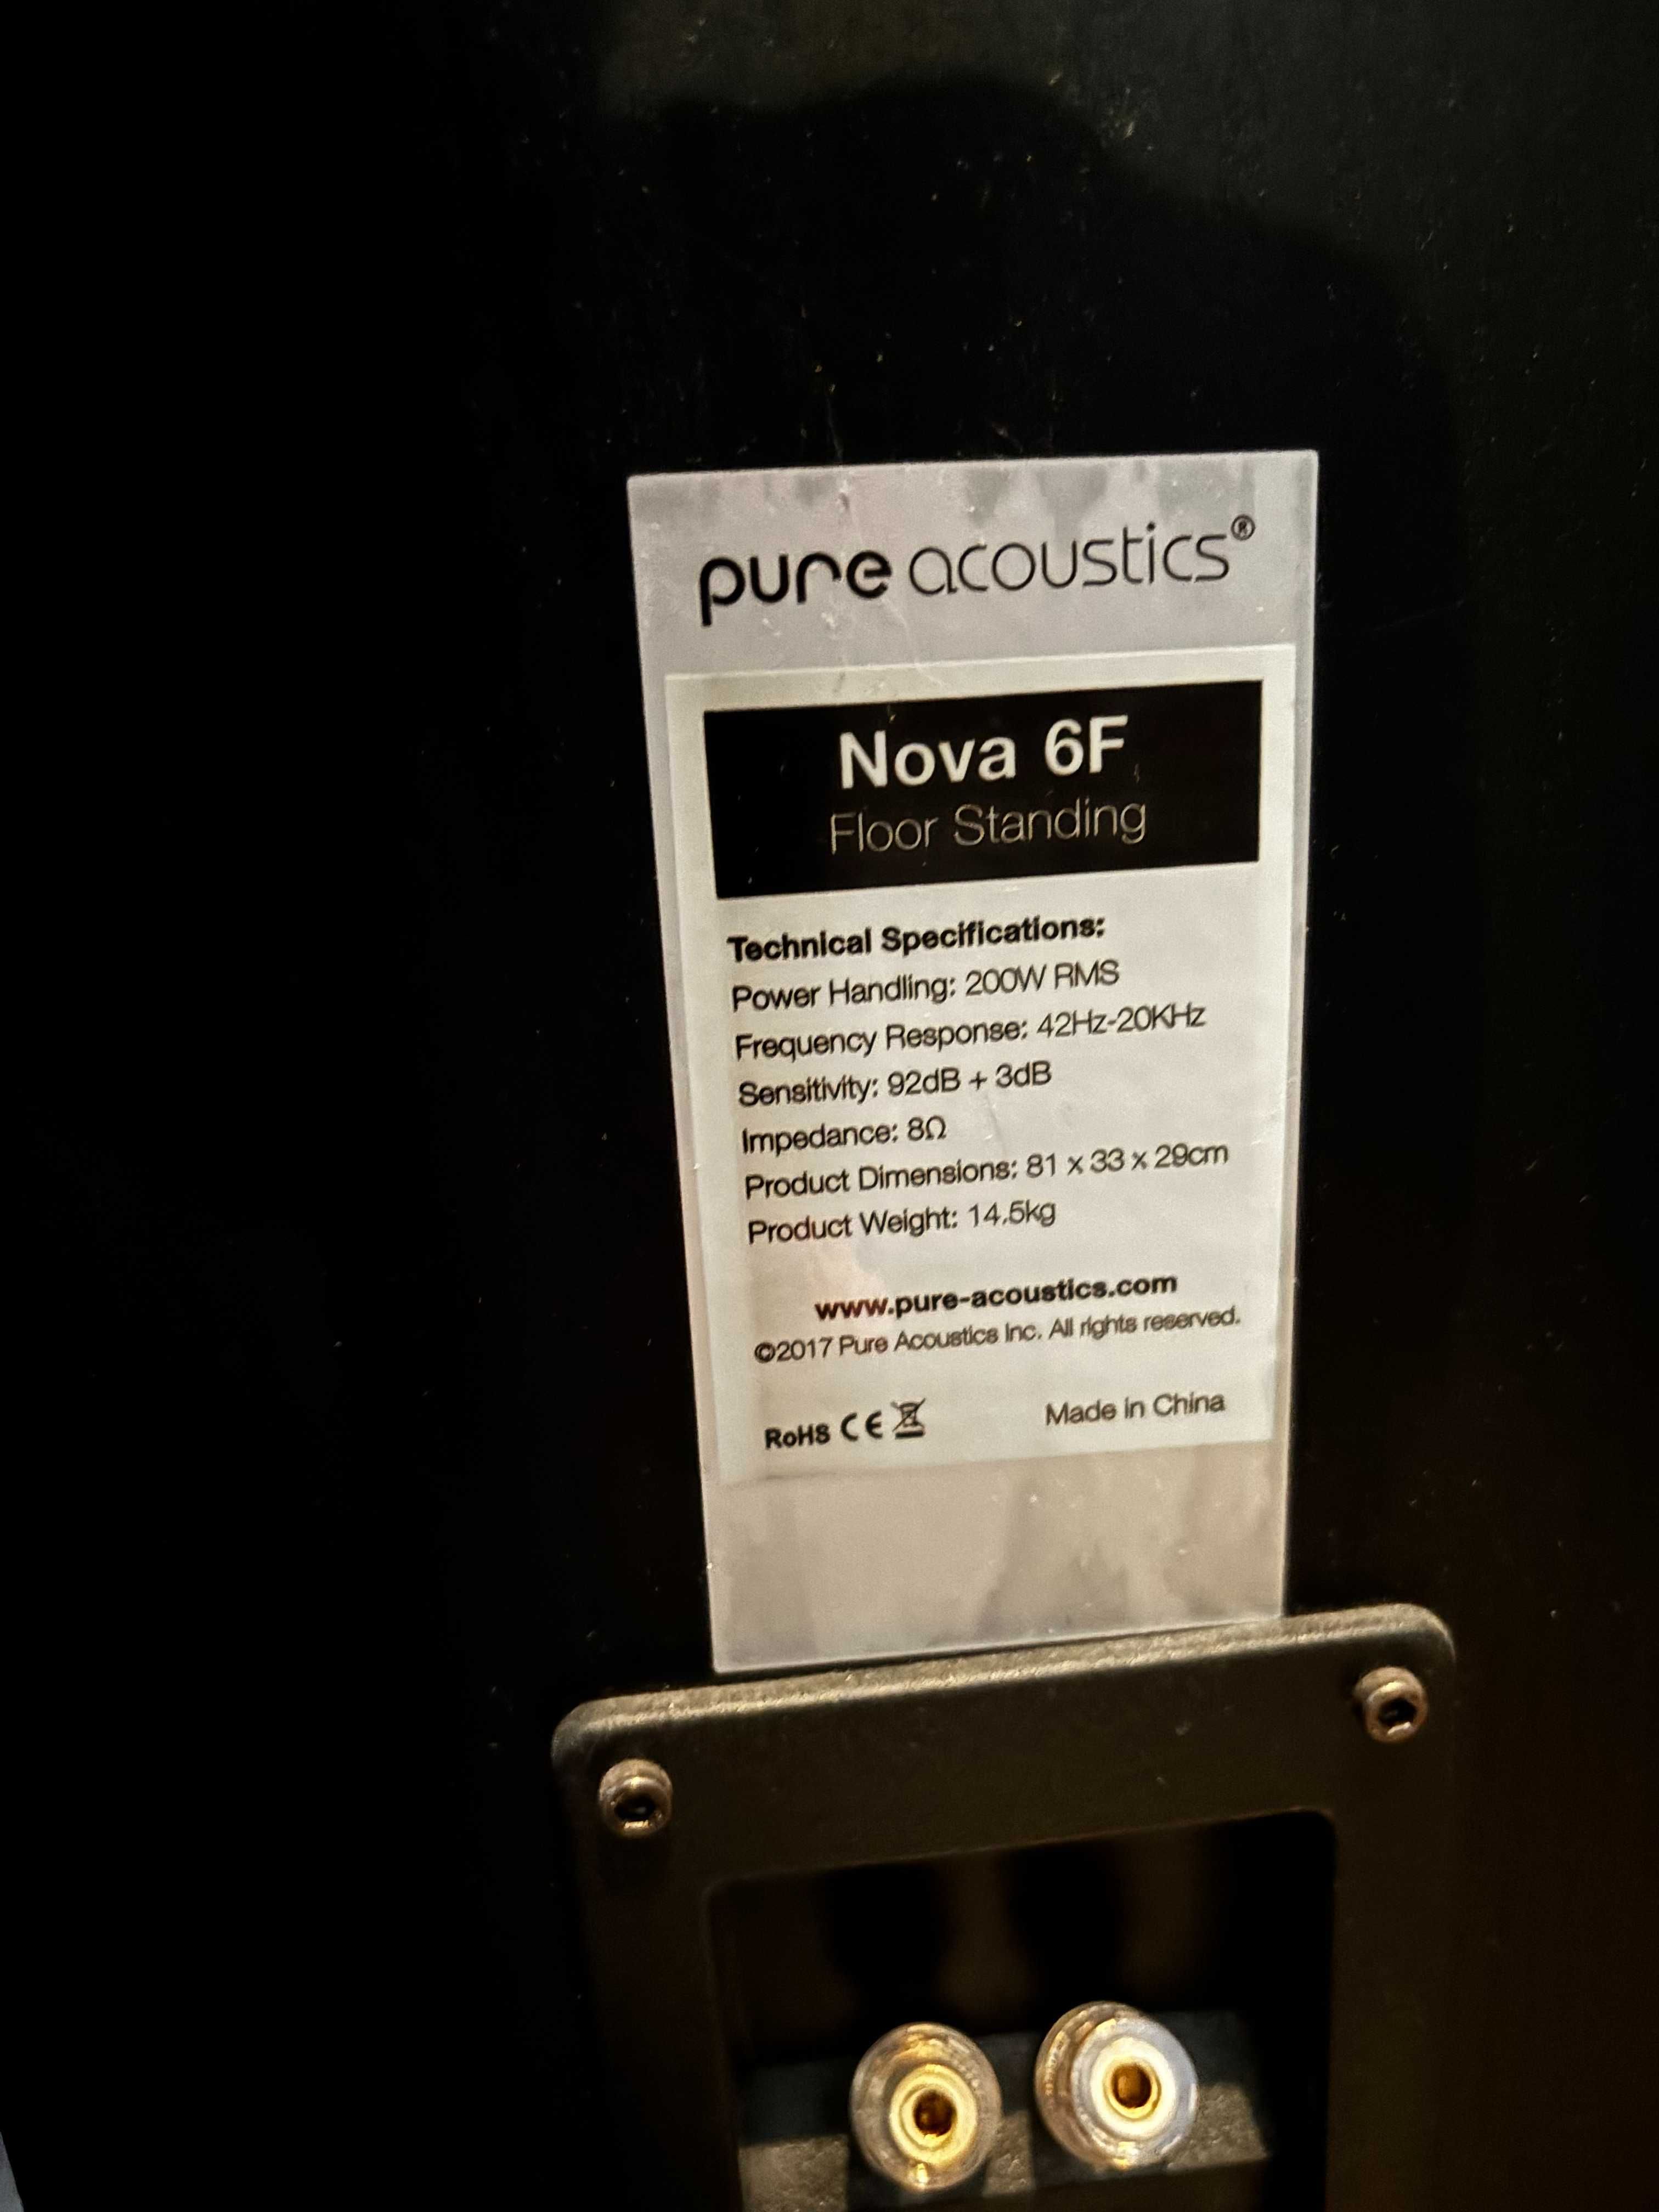 pure acoustics®
Nova 6F
Floor Standing
Technical Specifications:
Power Handling: 200W RMS
Frequency Response: 42Hz-20KHz
Sensitivity: 92dB + 3dB
Impedance: 8Ω
Product Dimensions: 81 x 33 x 29cm
Product Weight: 14.5kg
www.pure-acoustics.com
©2017 Pure Acoustics Inc. All rights reserved.
RoHS CE Made in China